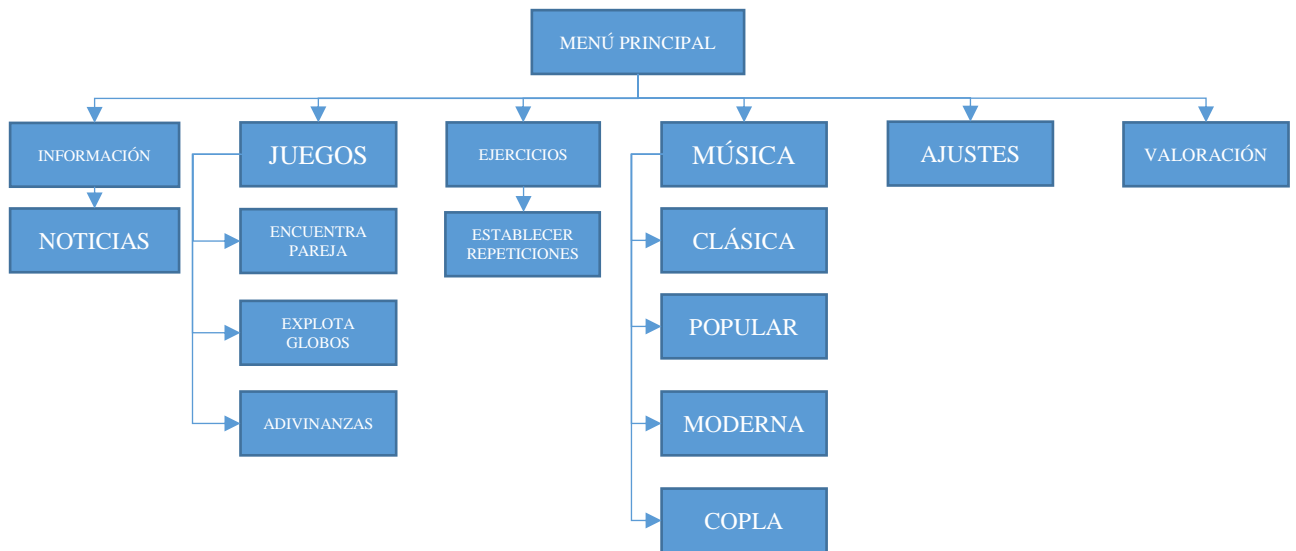 MENÚ PRINCIPAL
INFORMACIÓN
JUEGOS
EJERCICIOS
MÚSICA
AJUSTES
VALORACIÓN
NOTICIAS
ENCUENTRA
PAREJA
ESTABLECER
REPETICIONES
CLÁSICA
EXPLOTA
GLOBOS
POPULAR
ADIVINANZAS
MODERNA
COPLA